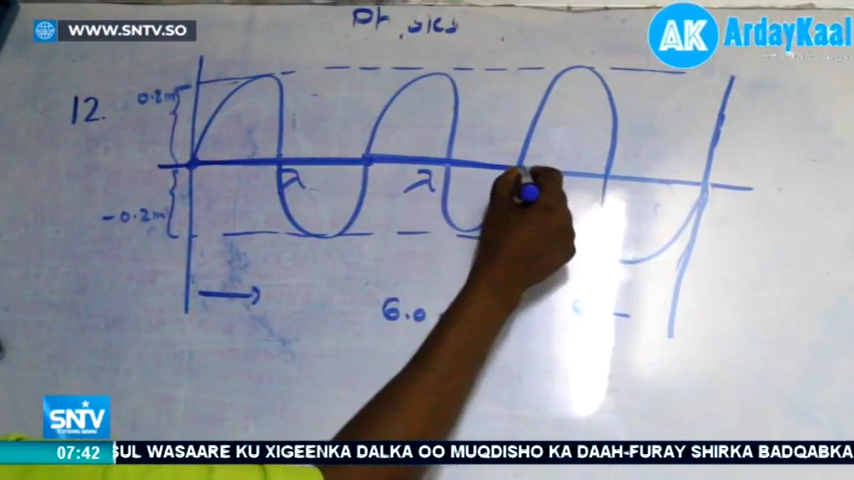 WWW.SNTV.SO
AK ArdayKaal
12.
0.2m
λ λ
-0.2m
6.0
SNTV
07:42 SUL WASAARE KU XIGEENKA DALKA OO MUQDISHO KA DAAH-FURAY SHIRKA BADQABKA